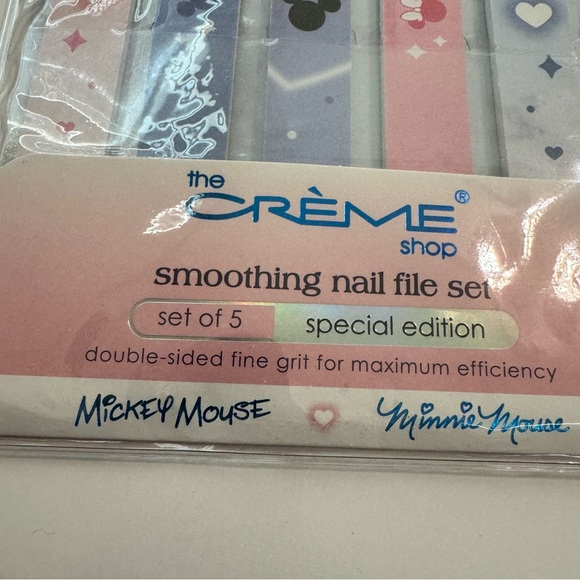 the
CRÈME®
shop
smoothing nail file set
set of 5 special edition
double-sided fine grit for maximum efficiency
MICKEY MOUSE Minnie Mouse